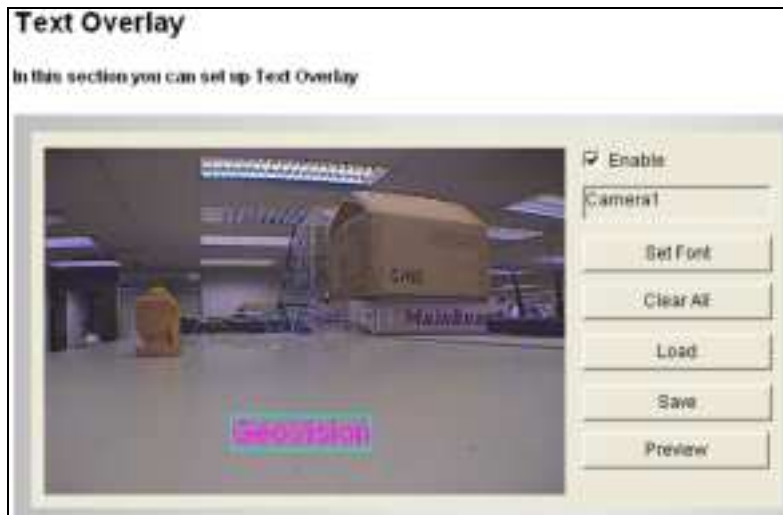 Text Overlay
In this section you can set up Text Overlay
Enable
Camera1
Set Font
Clear All
Load
Save
Preview
Geovision